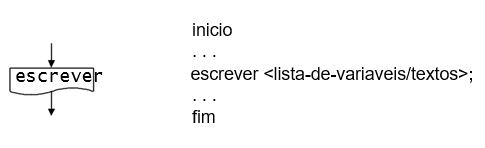 escrever
inicio
. . .
escrever <lista-de-variaveis/textos>;
. . .
fim